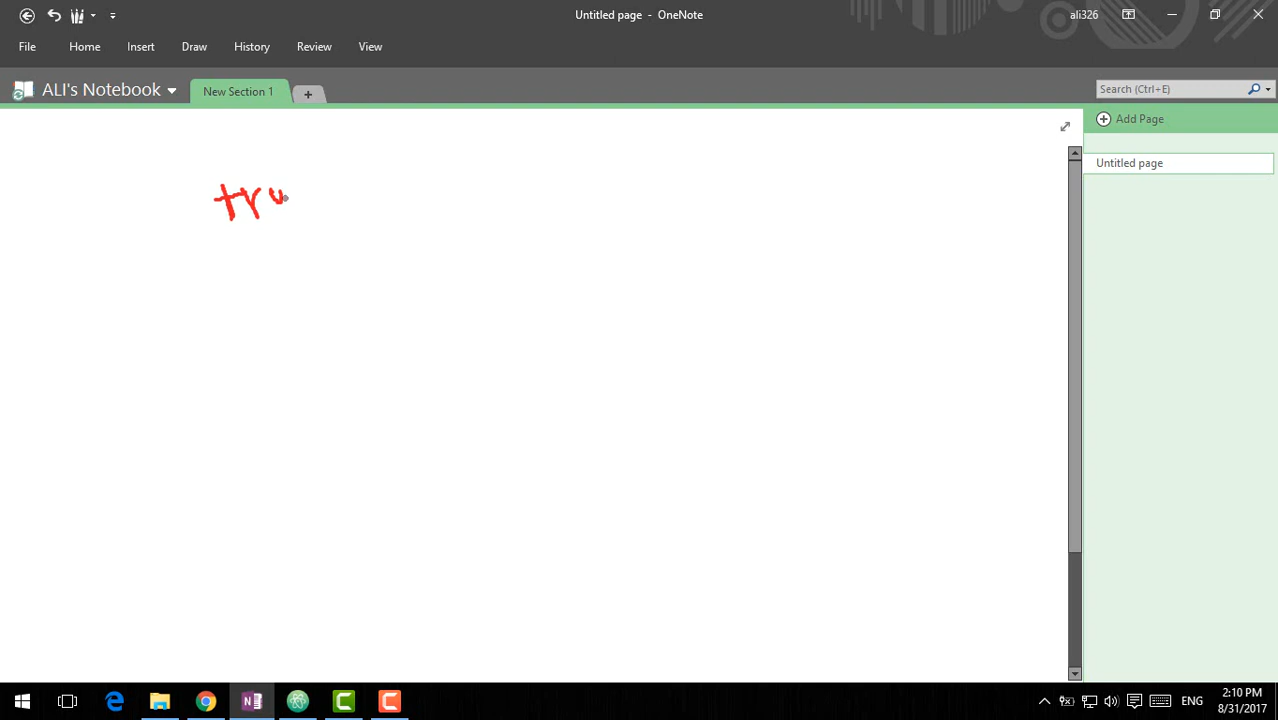 Untitled page - OneNote
ali326
File Home Insert Draw History Review View
ALI's Notebook
New Section 1
Search (Ctrl+E)
Add Page
Untitled page
tru
ENG
2:10 PM
8/31/2017